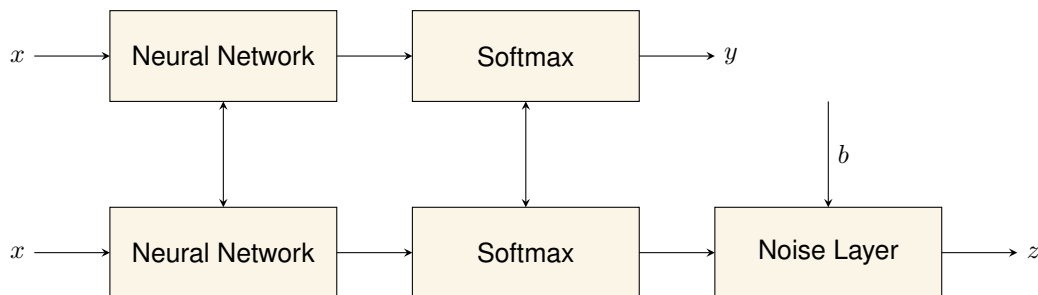 x Neural Network Softmax y
b
x Neural Network Softmax Noise Layer z